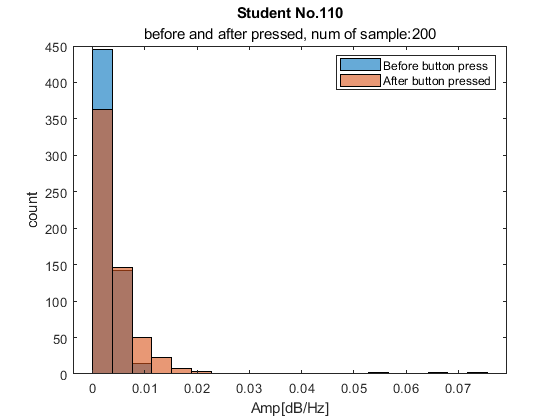 Student No.110
before and after pressed, num of sample:200
Before button press
After button pressed
450
400
350
300
250
200
150
100
50
0
count
0 0.01 0.02 0.03 0.04 0.05 0.06 0.07
Amp[dB/Hz]